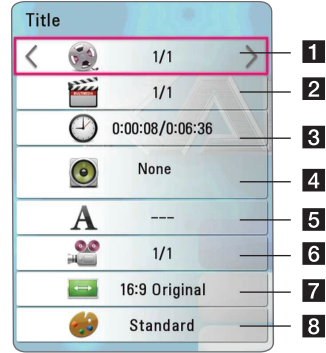 Title
1/1 1
1/1 2
0:00:08/0:06:36 3
None 4
A --- 5
1/1 6
16:9 Original 7
Standard 8